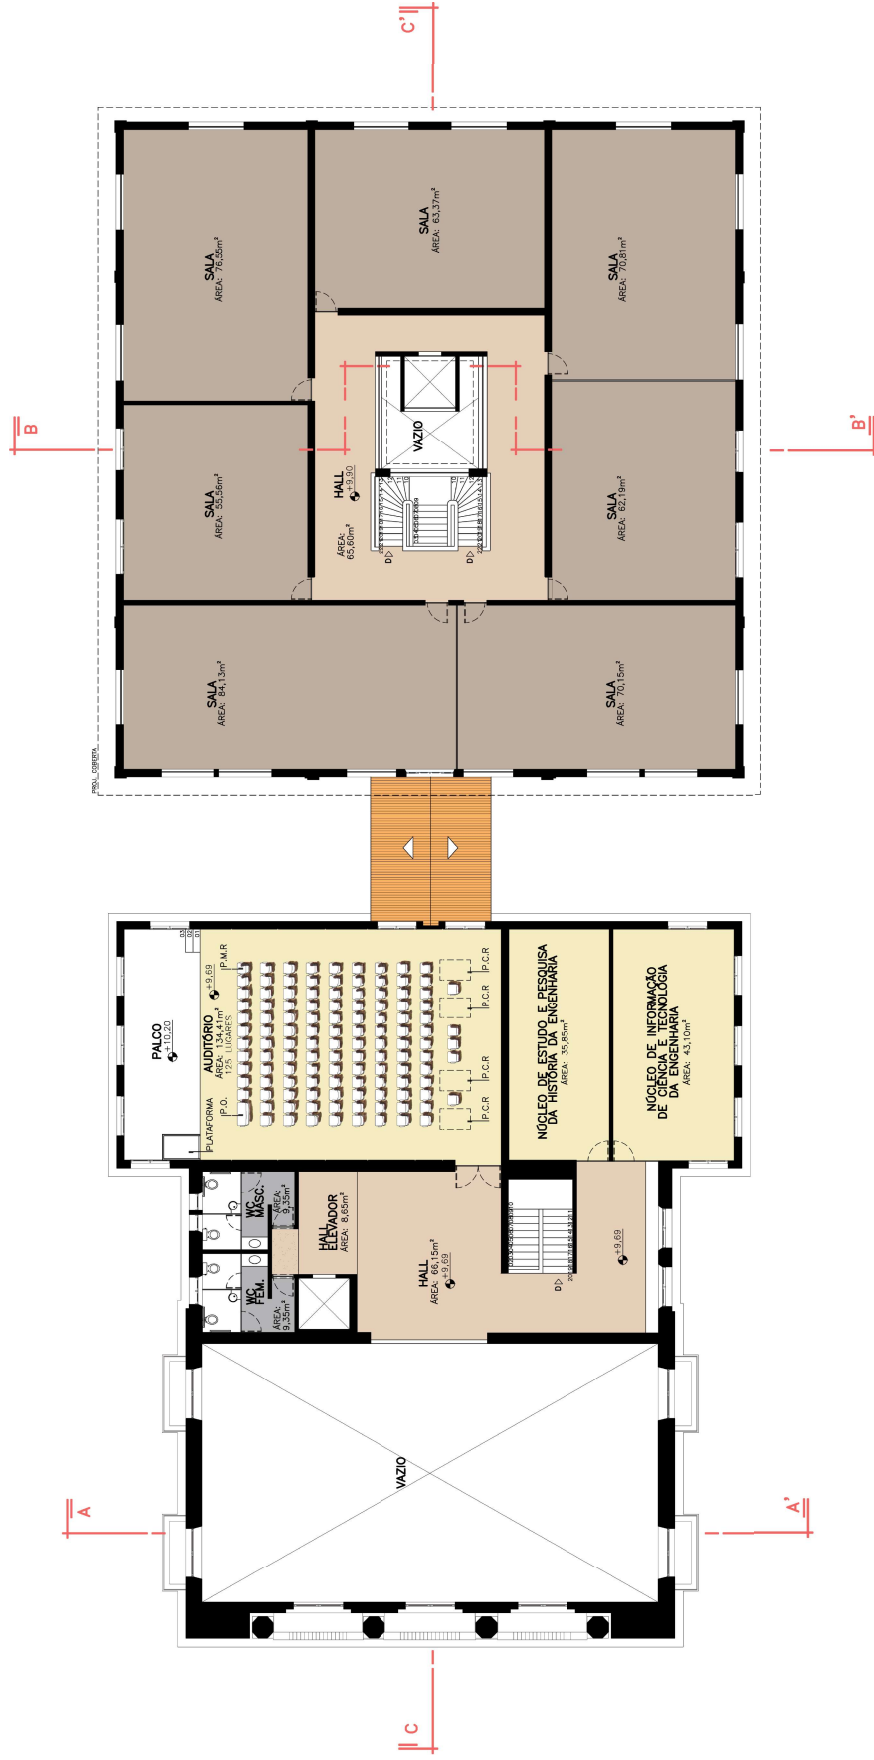 C'
SALA
ÁREA: 76,55m²
SALA
ÁREA: 63,37m²
SALA
ÁREA: 70,81m²
B
B'
SALA
ÁREA: 55,56m²
HALL
+9,90
ÁREA:
65,60m²
VAZIO
D
D
SALA
ÁREA: 62,19m²
SALA
ÁREA: 84,13m²
SALA
ÁREA: 70,15m²
PROJ. COBERTA
PALCO
+10,20
03
02
01
PLATAFORMA
AUDITÓRIO
ÁREA: 134,41m²
125 LUGARES
+9,69
P.M.R
P.O.
P.C.R
P.C.R
P.C.R
P.C.R
NÚCLEO DE ESTUDO E PESQUISA
DA HISTÓRIA DA ENGENHARIA
ÁREA: 35,85m²
NÚCLEO DE INFORMAÇÃO
DE CIÊNCIA E TECNOLOGIA
DA ENGENHARIA
ÁREA: 43,10m²
WC
MASC.
ÁREA:
9,35m²
WC
FEM.
ÁREA:
9,35m²
HALL
ELEVADOR
ÁREA: 8,65m²
HALL
ÁREA: 66,15m²
+9,69
D
+9,69
VAZIO
A
A'
C